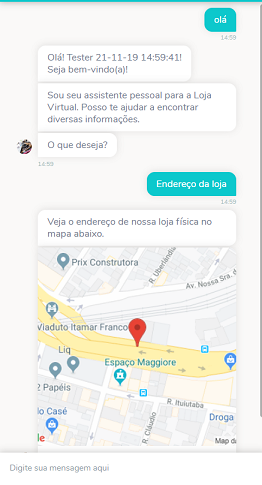 olá
14:59
Olá! Tester 21-11-19 14:59:41!
Seja bem-vindo(a)!
Sou seu assistente pessoal para a Loja
Virtual. Posso te ajudar a encontrar
diversas informações.
O que deseja?
14:59
Endereço da loja
14:59
Veja o endereço de nossa loja física no
mapa abaixo.
Prix Construtora
R. Uberlândia
Av. Nossa Sra.
Viaduto Itamar Franco
Liq
Espaço Maggiore
2 Papéis
R. Ituiutaba
do Casé
R. Cláudio
Droga
Map da
Digite sua mensagem aqui